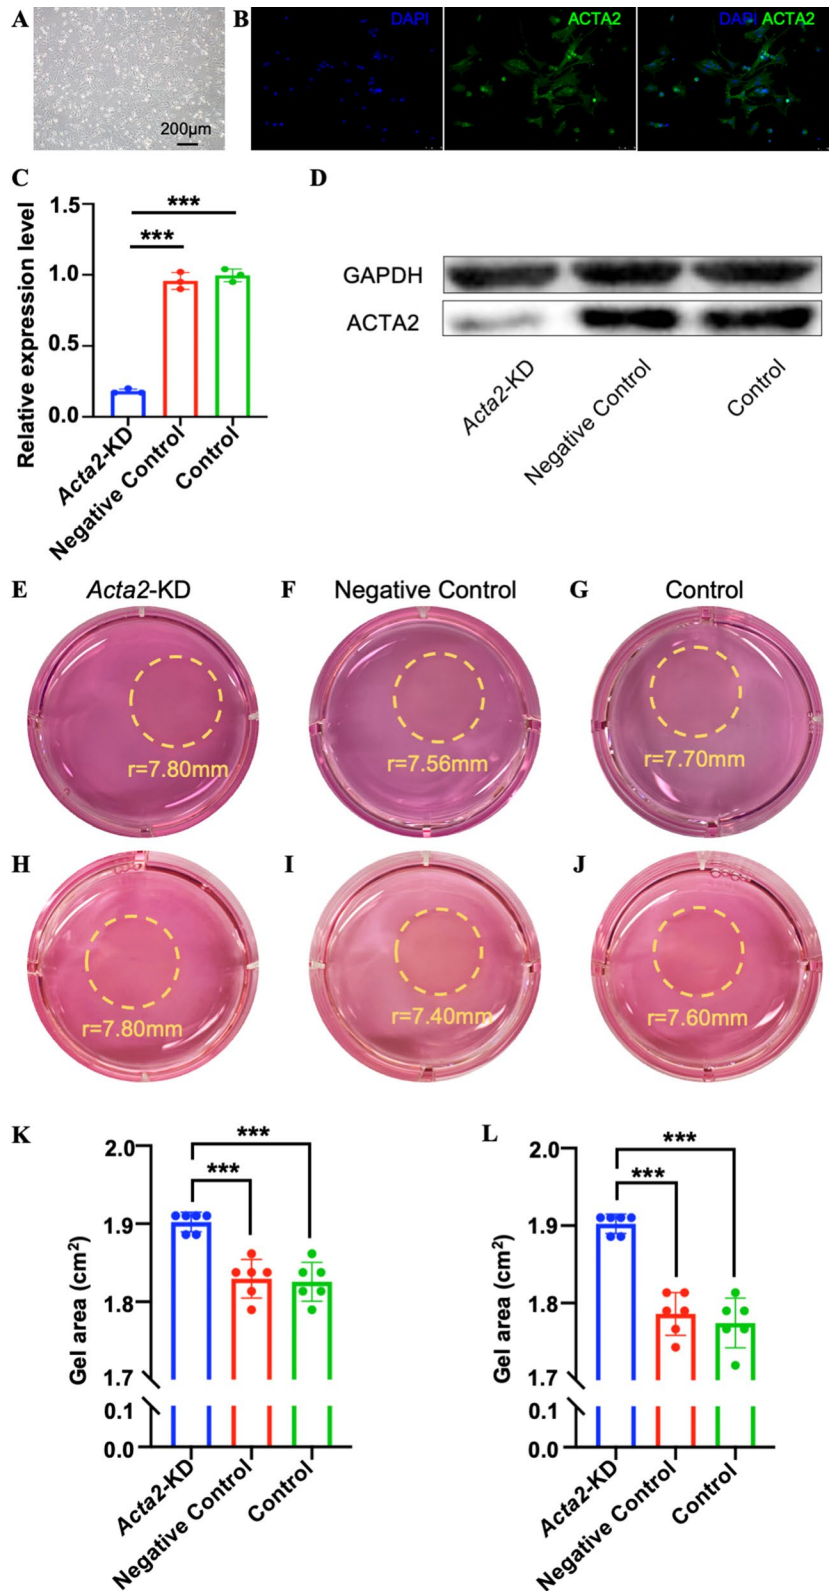 A
200μm
B
DAPI
ACTA2
DAPI ACTA2
C
Relative expression level
1.5
1.0
0.5
0.0
***
***
Acta2-KD
Negative Control
Control
D
GAPDH
ACTA2
Acta2-KD
Negative Control
Control
E
Acta2-KD
r=7.80mm
F
Negative Control
r=7.56mm
G
Control
r=7.70mm
H
r=7.80mm
I
r=7.40mm
J
r=7.60mm
K
Gel area (cm²)
2.0
1.9
1.8
1.7
0.1
0.0
***
***
Acta2-KD
Negative Control
Control
L
Gel area (cm²)
2.0
1.9
1.8
1.7
0.1
0.0
***
***
Acta2-KD
Negative Control
Control